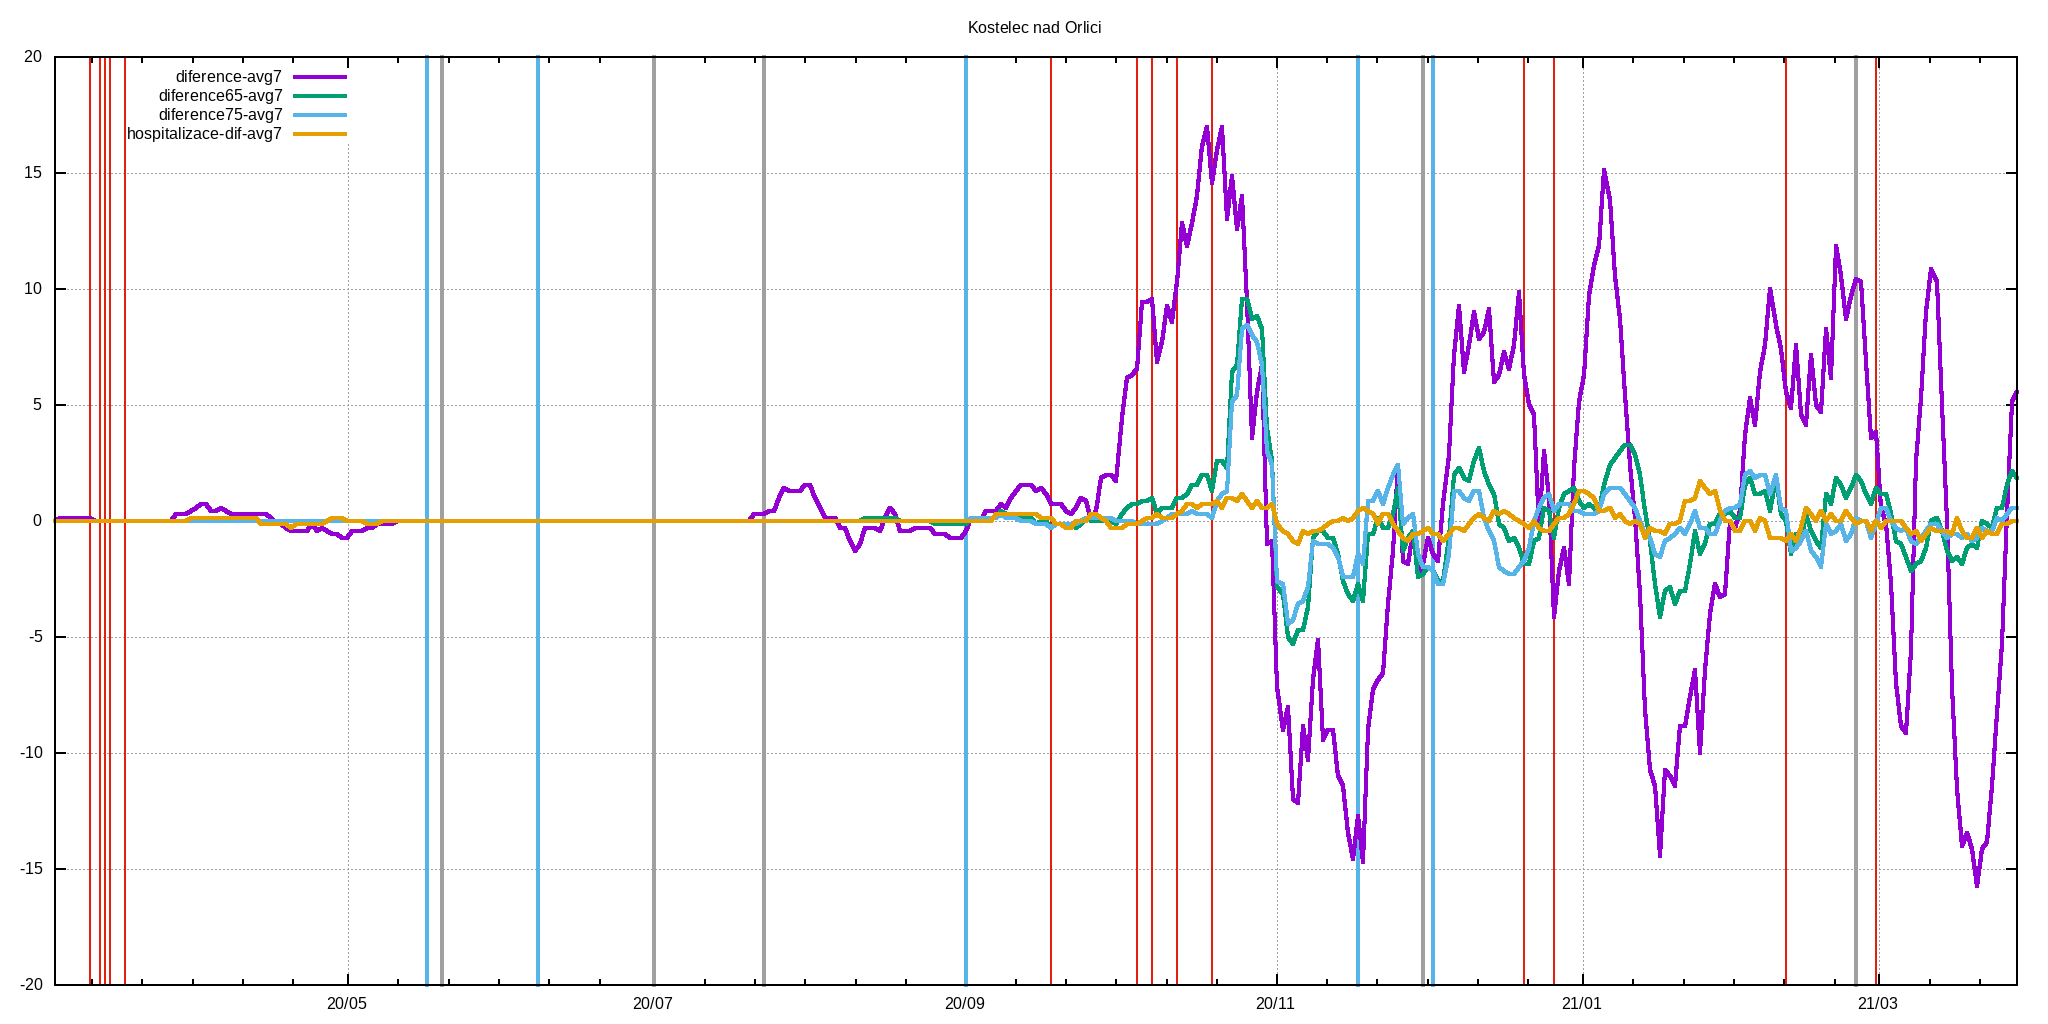 Kostelec nad Orlici
20
diference-avg7
diference65-avg7
diference75-avg7
hospitalizace-dif-avg7
15
10
5
0
-5
-10
-15
-20
20/05 20/07 20/09 20/11 21/01 21/03